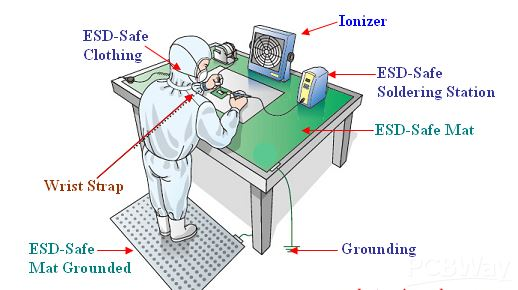 Ionizer
ESD-Safe
Clothing
ESD-Safe
Soldering Station
ESD-Safe Mat
Wrist Strap
ESD-Safe
Mat Grounded
Grounding
PCBWay